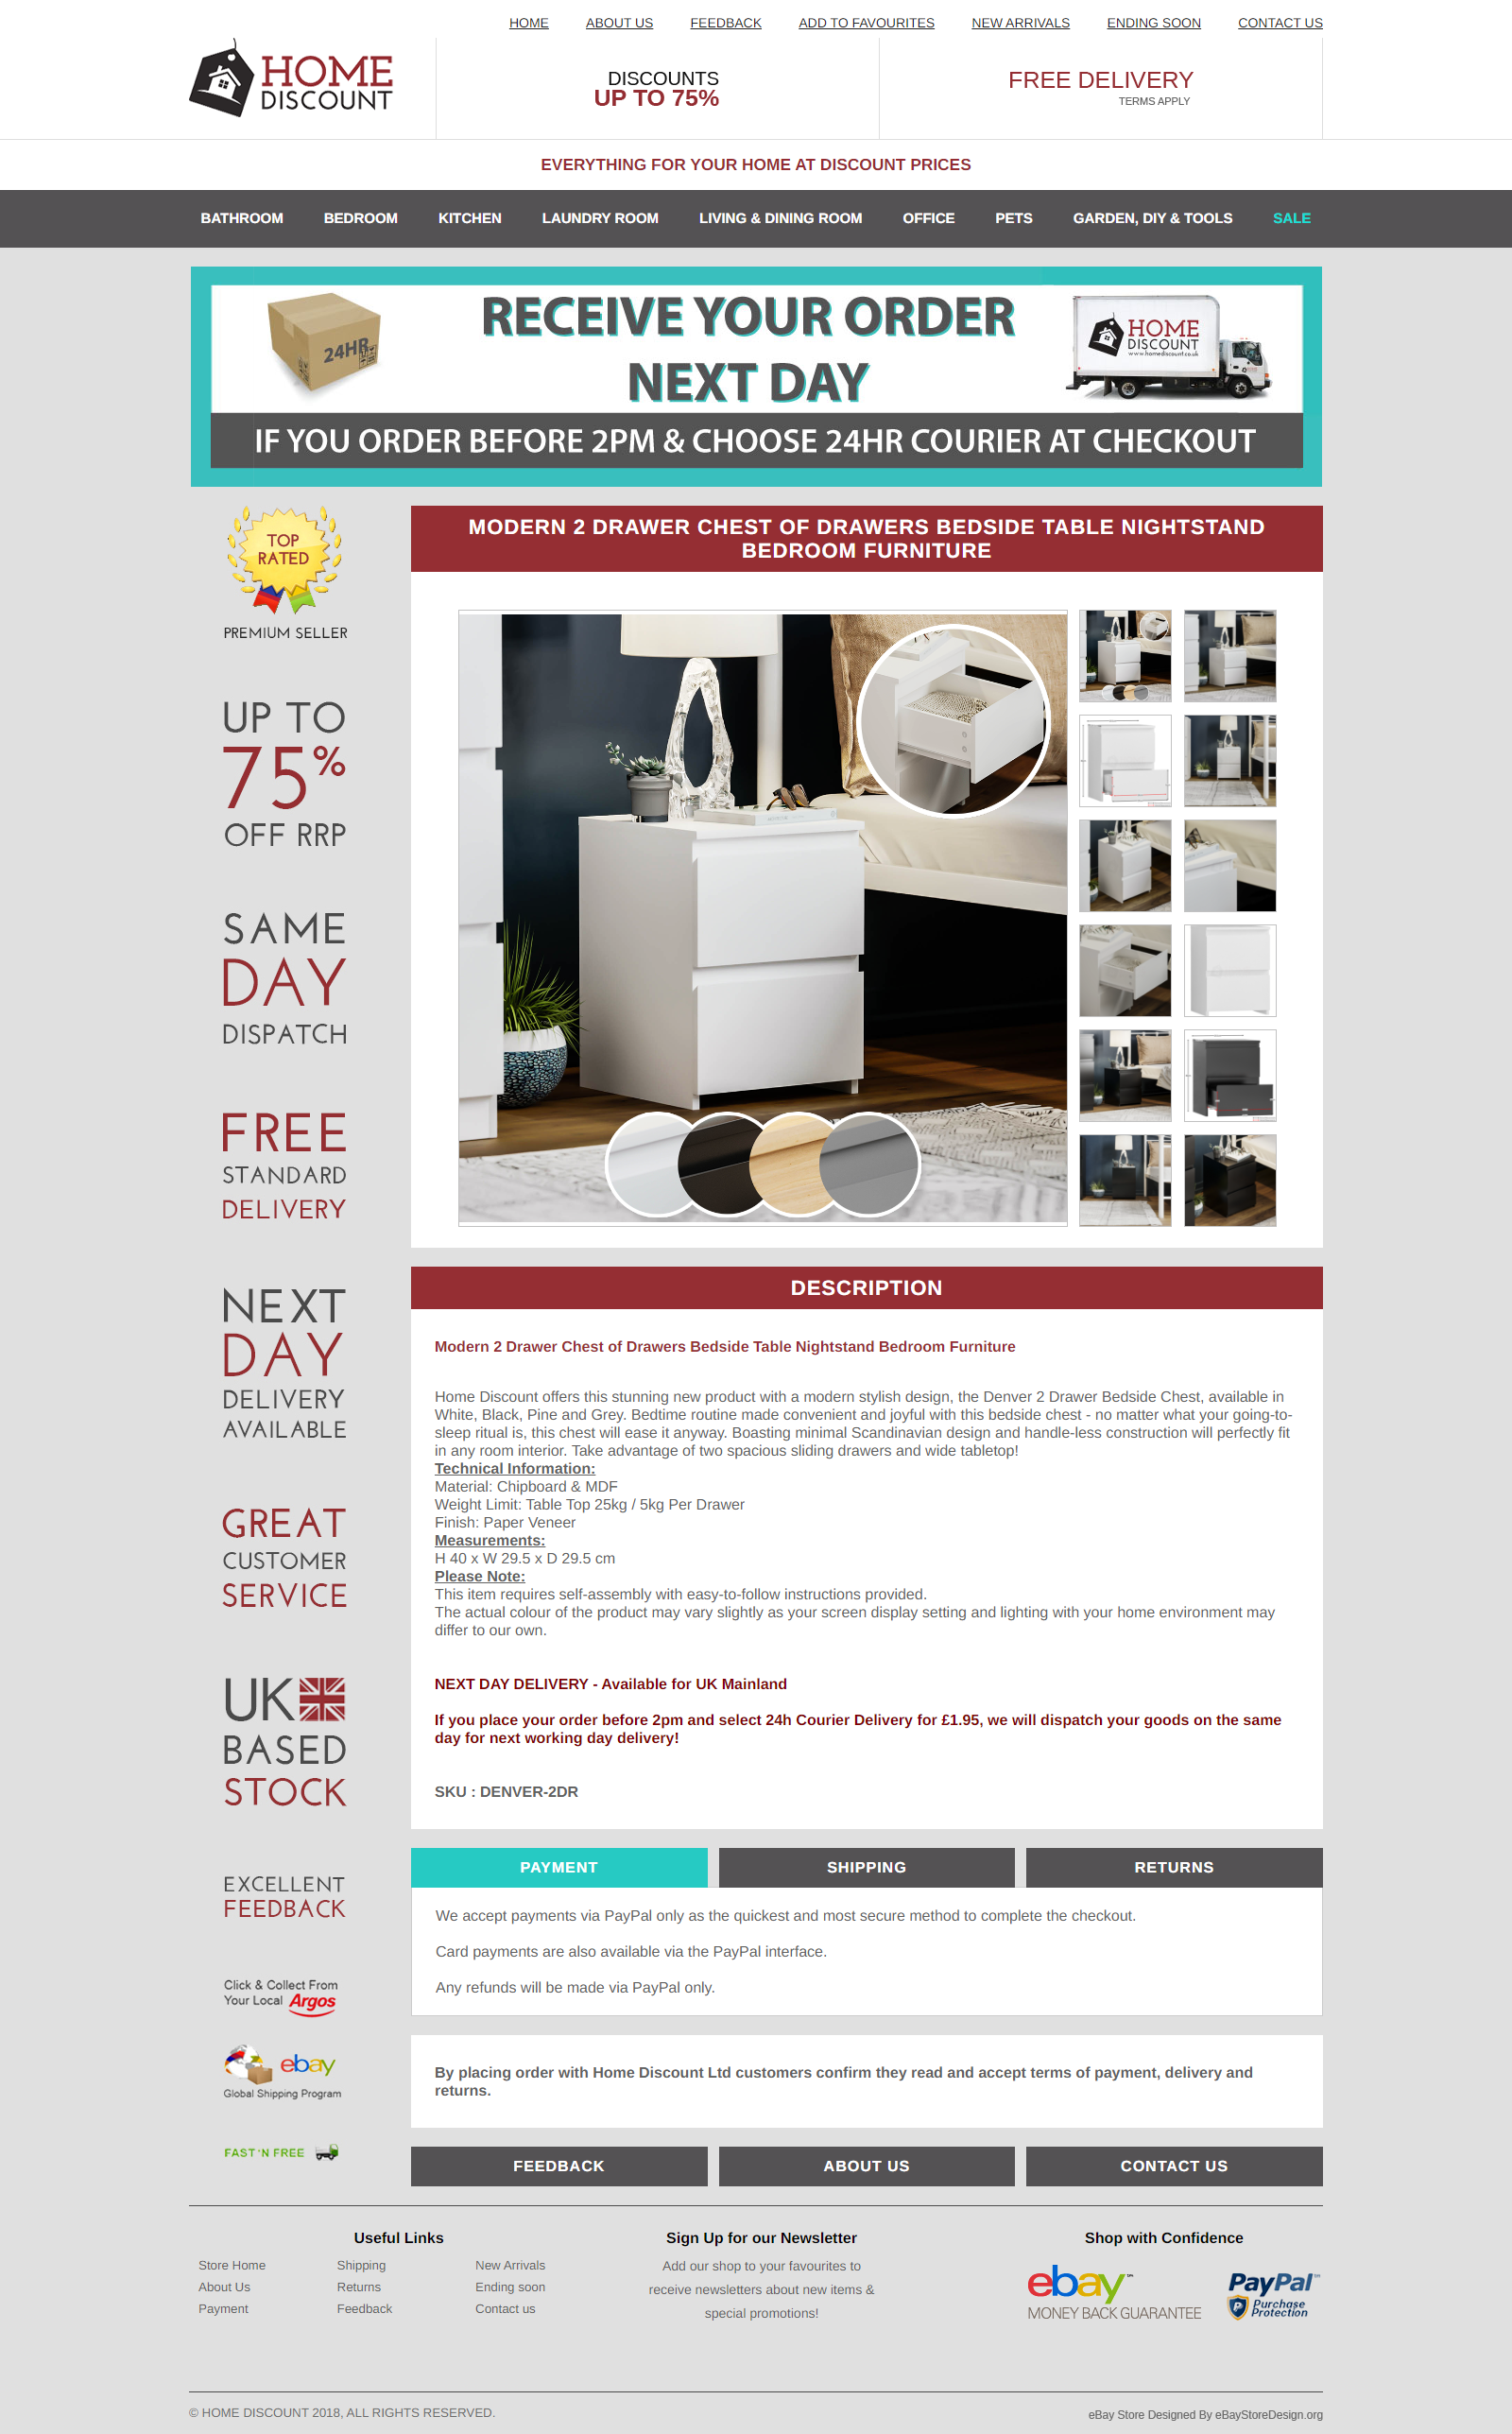 HOME ABOUT US FEEDBACK ADD TO FAVOURITES NEW ARRIVALS ENDING SOON CONTACT US
HOME
DISCOUNT
DISCOUNTS
UP TO 75%
FREE DELIVERY
TERMS APPLY
EVERYTHING FOR YOUR HOME AT DISCOUNT PRICES
BATHROOM BEDROOM KITCHEN LAUNDRY ROOM LIVING & DINING ROOM OFFICE PETS GARDEN, DIY & TOOLS SALE
24HR
RECEIVE YOUR ORDER
NEXT DAY
HOME
DISCOUNT
www.homediscount.co.uk
IF YOU ORDER BEFORE 2PM & CHOOSE 24HR COURIER AT CHECKOUT
TOP
RATED
PREMIUM SELLER
UP TO
75%
OFF RRP
SAME
DAY
DISPATCH
FREE
STANDARD
DELIVERY
NEXT
DAY
DELIVERY
AVAILABLE
GREAT
CUSTOMER
SERVICE
UK
BASED
STOCK
EXCELLENT
FEEDBACK
Click & Collect From
Your Local Argos
ebay
Global Shipping Program
FAST 'N FREE
MODERN 2 DRAWER CHEST OF DRAWERS BEDSIDE TABLE NIGHTSTAND
BEDROOM FURNITURE
DESCRIPTION
Modern 2 Drawer Chest of Drawers Bedside Table Nightstand Bedroom Furniture
Home Discount offers this stunning new product with a modern stylish design, the Denver 2 Drawer Bedside Chest, available in
White, Black, Pine and Grey. Bedtime routine made convenient and joyful with this bedside chest - no matter what your going-to-
sleep ritual is, this chest will ease it anyway. Boasting minimal Scandinavian design and handle-less construction will perfectly fit
in any room interior. Take advantage of two spacious sliding drawers and wide tabletop!
Technical Information:
Material: Chipboard & MDF
Weight Limit: Table Top 25kg / 5kg Per Drawer
Finish: Paper Veneer
Measurements:
H 40 x W 29.5 x D 29.5 cm
Please Note:
This item requires self-assembly with easy-to-follow instructions provided.
The actual colour of the product may vary slightly as your screen display setting and lighting with your home environment may
differ to our own.
NEXT DAY DELIVERY - Available for UK Mainland
If you place your order before 2pm and select 24h Courier Delivery for £1.95, we will dispatch your goods on the same
day for next working day delivery!
SKU : DENVER-2DR
PAYMENT SHIPPING RETURNS
We accept payments via PayPal only as the quickest and most secure method to complete the checkout.
Card payments are also available via the PayPal interface.
Any refunds will be made via PayPal only.
By placing order with Home Discount Ltd customers confirm they read and accept terms of payment, delivery and
returns.
FEEDBACK ABOUT US CONTACT US
Useful Links
Store Home Shipping New Arrivals
About Us Returns Ending soon
Payment Feedback Contact us
Sign Up for our Newsletter
Add our shop to your favourites to
receive newsletters about new items &
special promotions!
Shop with Confidence
ebay
MONEY BACK GUARANTEE
PayPal
Purchase
Protection
© HOME DISCOUNT 2018, ALL RIGHTS RESERVED.
eBay Store Designed By eBayStoreDesign.org